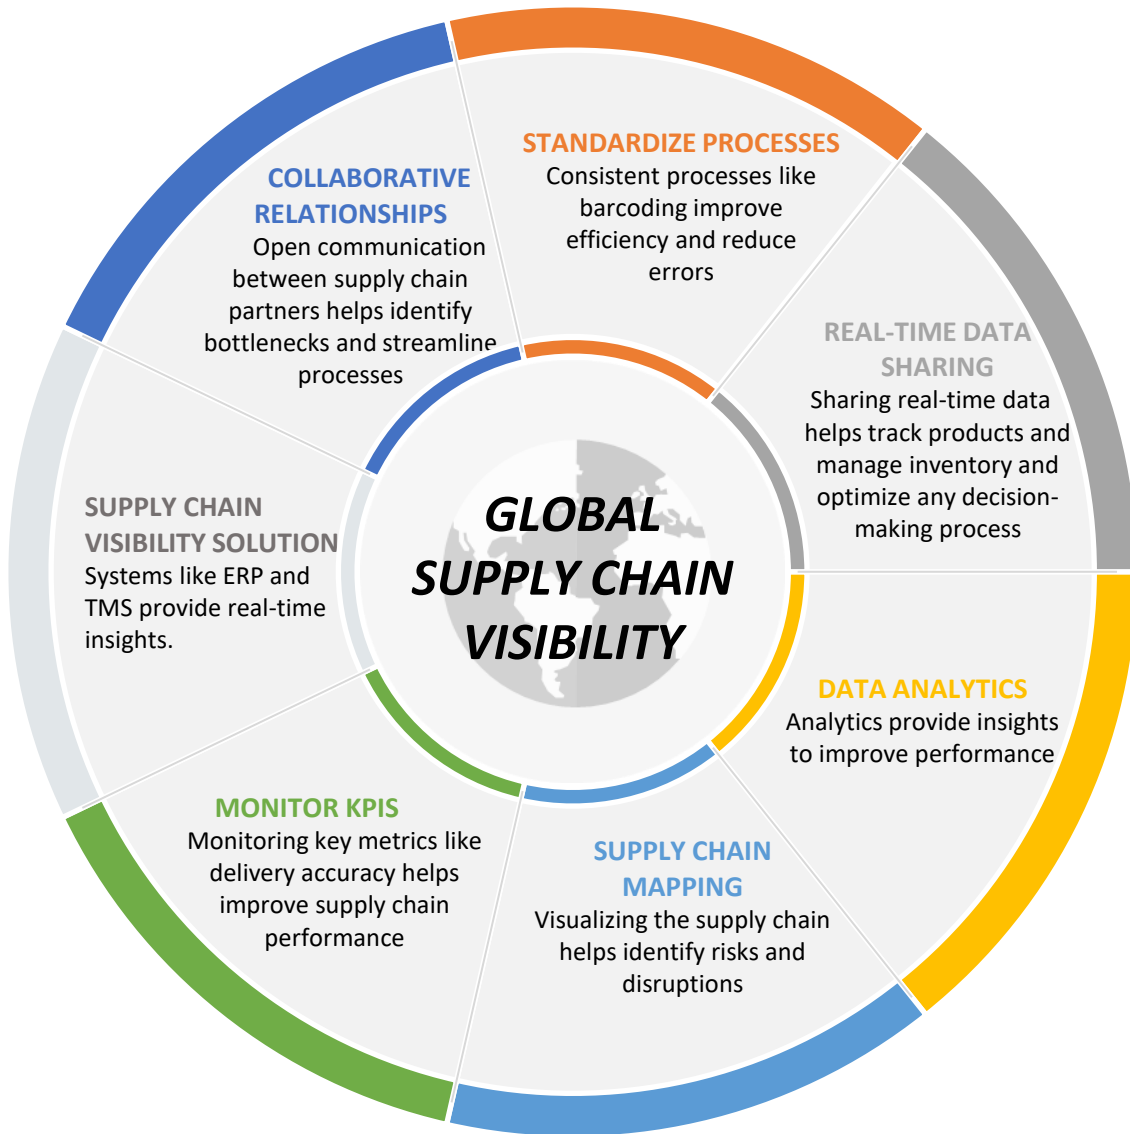 STANDARDIZE PROCESSES
Consistent processes like
barcoding improve
efficiency and reduce
errors
REAL-TIME DATA
SHARING
Sharing real-time data
helps track products and
manage inventory and
optimize any decision-
making process
DATA ANALYTICS
Analytics provide insights
to improve performance
SUPPLY CHAIN
MAPPING
Visualizing the supply chain
helps identify risks and
disruptions
MONITOR KPIS
Monitoring key metrics like
delivery accuracy helps
improve supply chain
performance
SUPPLY CHAIN
VISIBILITY SOLUTION
Systems like ERP and
TMS provide real-time
insights.
COLLABORATIVE
RELATIONSHIPS
Open communication
between supply chain
partners helps identify
bottlenecks and streamline
processes
GLOBAL
SUPPLY CHAIN
VISIBILITY